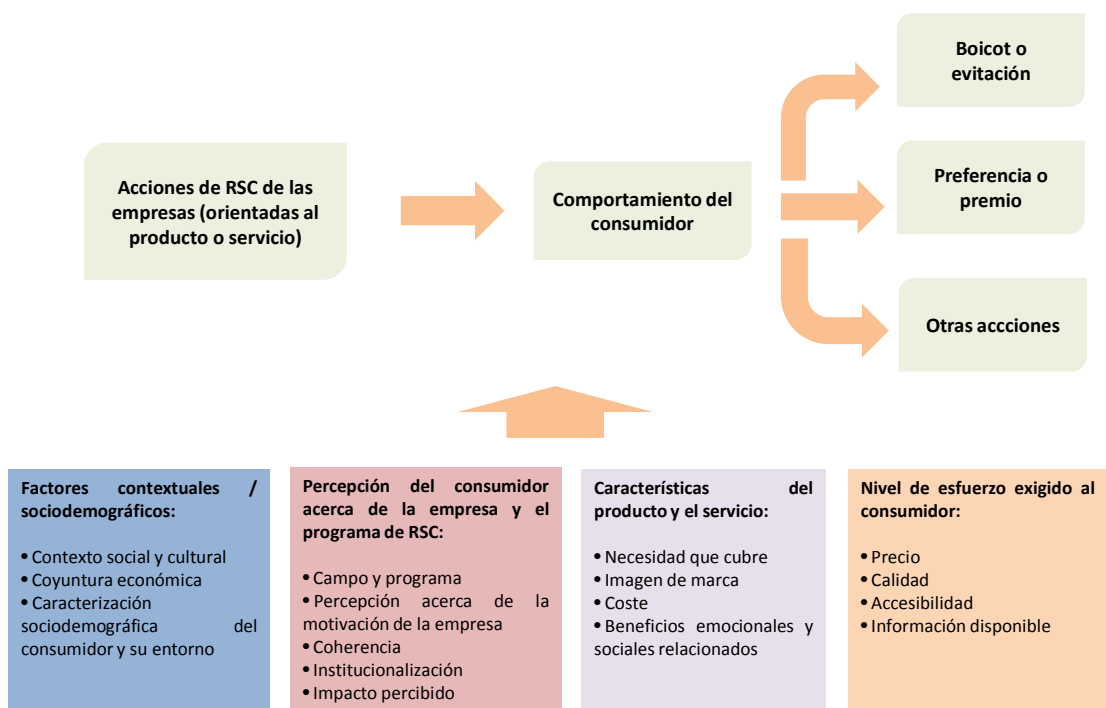 Boicot o
evitación
Acciones de RSC de las
empresas (orientadas al
producto o servicio)
Comportamiento del
consumidor
Preferencia o
premio
Otras accciones
Factores contextuales /
sociodemográficos:
• Contexto social y cultural
• Coyuntura económica
• Caracterización
sociodemográfica del
consumidor y su entorno
Percepción del consumidor
acerca de la empresa y el
programa de RSC:
• Campo y programa
• Percepción acerca de la
motivación de la empresa
• Coherencia
• Institucionalización
• Impacto percibido
Características del
producto y el servicio:
• Necesidad que cubre
• Imagen de marca
• Coste
• Beneficios emocionales y
sociales relacionados
Nivel de esfuerzo exigido al
consumidor:
• Precio
• Calidad
• Accesibilidad
• Información disponible